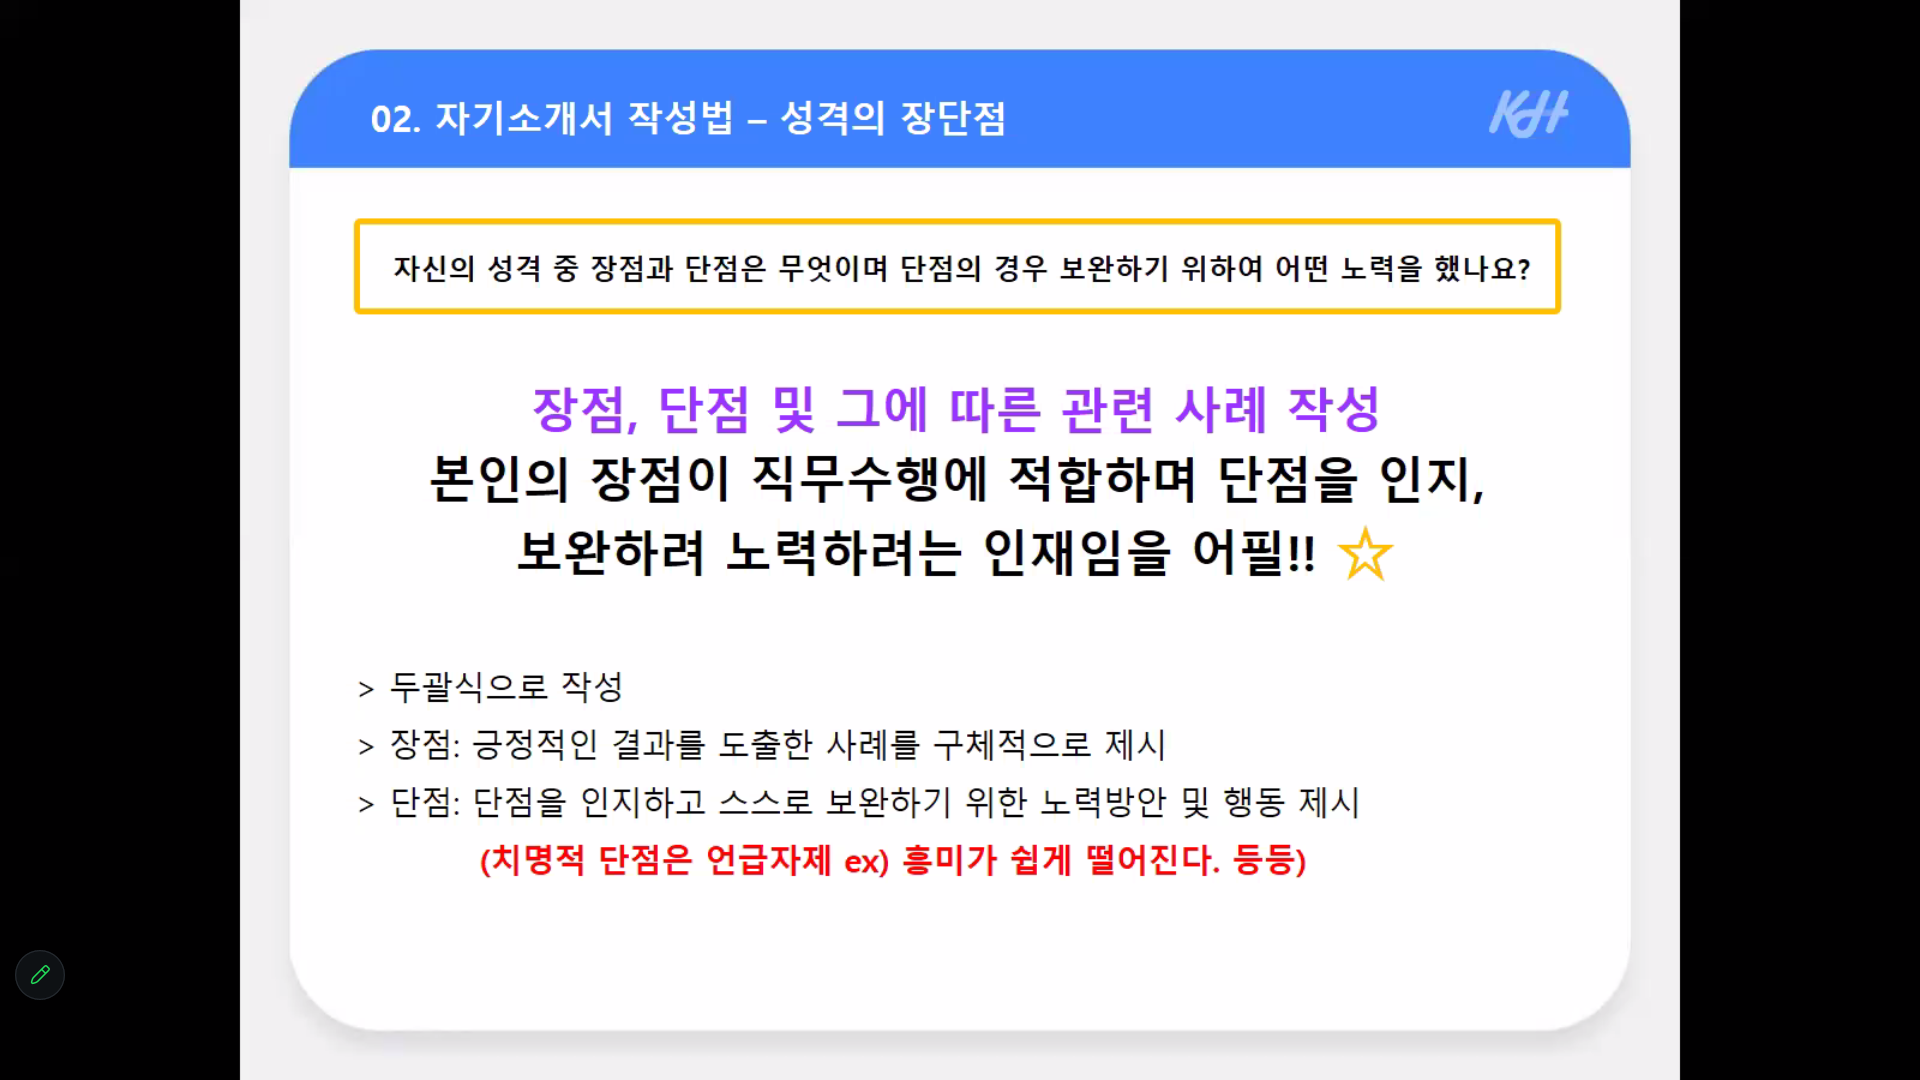 02. 자기소개서 작성법 – 성격의 장단점
KH
자신의 성격 중 장점과 단점은 무엇이며 단점의 경우 보완하기 위하여 어떤 노력을 했나요?
장점, 단점 및 그에 따른 관련 사례 작성
본인의 장점이 직무수행에 적합하며 단점을 인지,
보완하려 노력하려는 인재임을 어필!! ☆
> 두괄식으로 작성
> 장점: 긍정적인 결과를 도출한 사례를 구체적으로 제시
> 단점: 단점을 인지하고 스스로 보완하기 위한 노력방안 및 행동 제시
(치명적 단점은 언급자제 ex) 흥미가 쉽게 떨어진다. 등등)